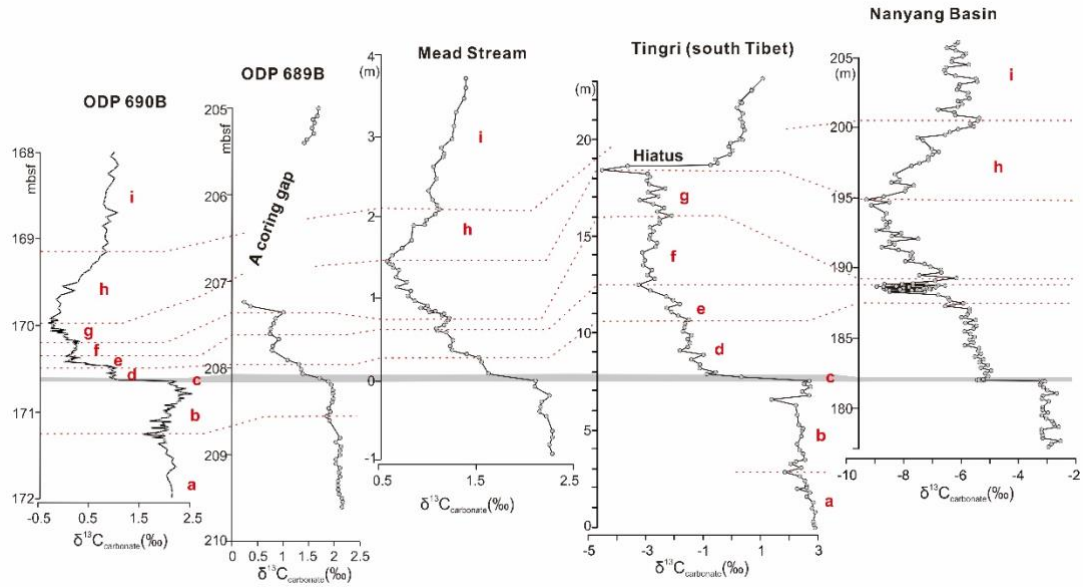 ODP 690B
168
169
170
171
172
mbsf
i
h
g
f
e
d
c
b
a
-0.5
0.5
1.5
2.5
δ13Ccarbonate(‰)
ODP 689B
205
206
207
208
209
210
mbsf
A coring gap
0
1
2
3
δ13Ccarbonate(‰)
Mead Stream
4
(m)
3
2
1
0
-1
i
h
0.5
1.5
2.5
δ13Ccarbonate(‰)
Tingri (south Tibet)
(m)
20
15
10
5
0
Hiatus
g
f
e
d
c
b
a
-5
-3
-1
1
3
δ13Ccarbonate(‰)
Nanyang Basin
205
(m)
200
195
190
185
180
i
h
-10
-8
-6
-4
-2
δ13Ccarbonate(‰)